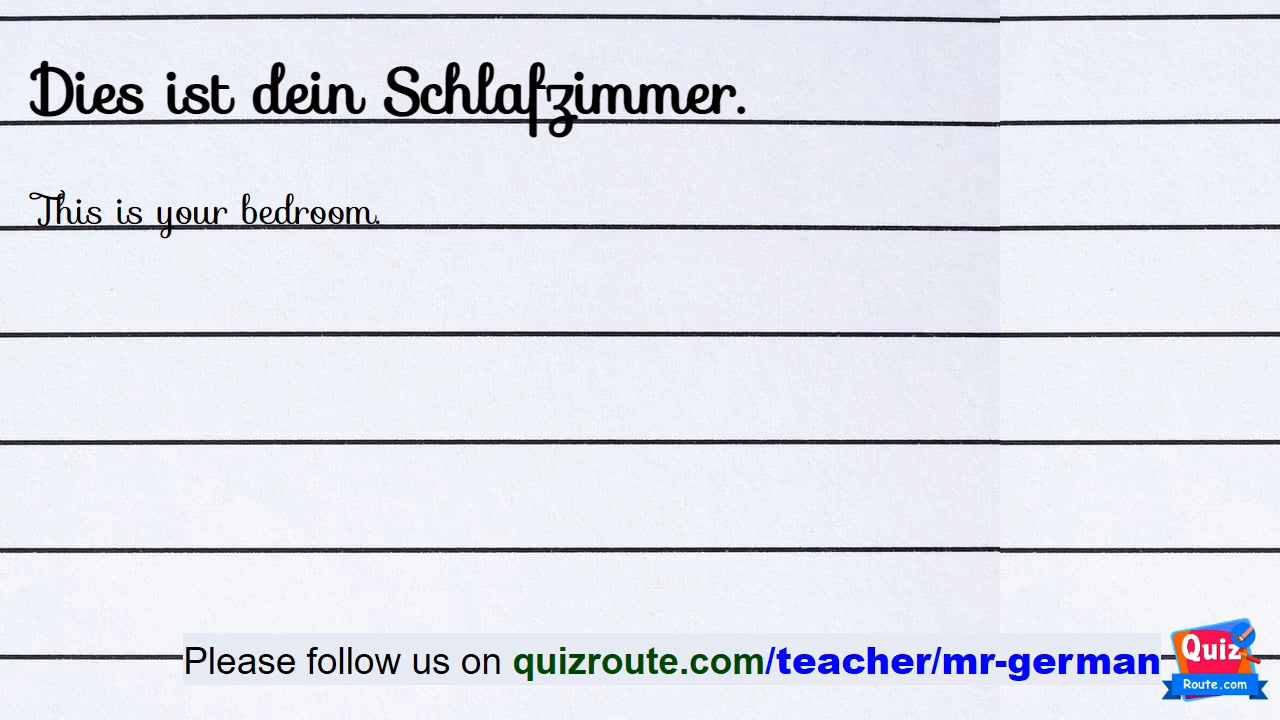 Dies ist dein Schlafzimmer.
This is your bedroom.
Please follow us on quizroute.com/teacher/mr-german
Quiz
Route.com